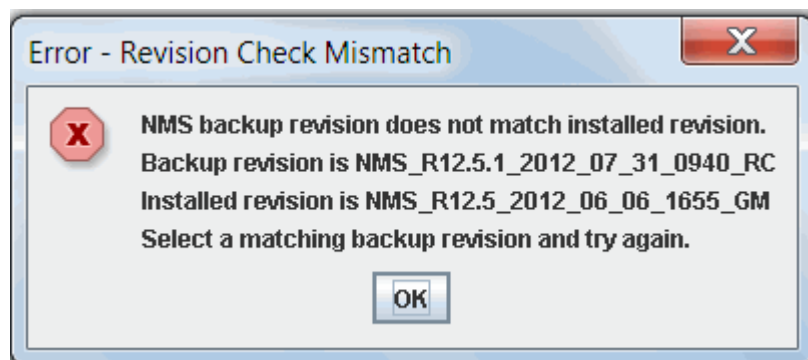 Error - Revision Check Mismatch
X
X
NMS backup revision does not match installed revision.
Backup revision is NMS_R12.5.1_2012_07_31_0940_RC
Installed revision is NMS_R12.5_2012_06_06_1655_GM
Select a matching backup revision and try again.
OK